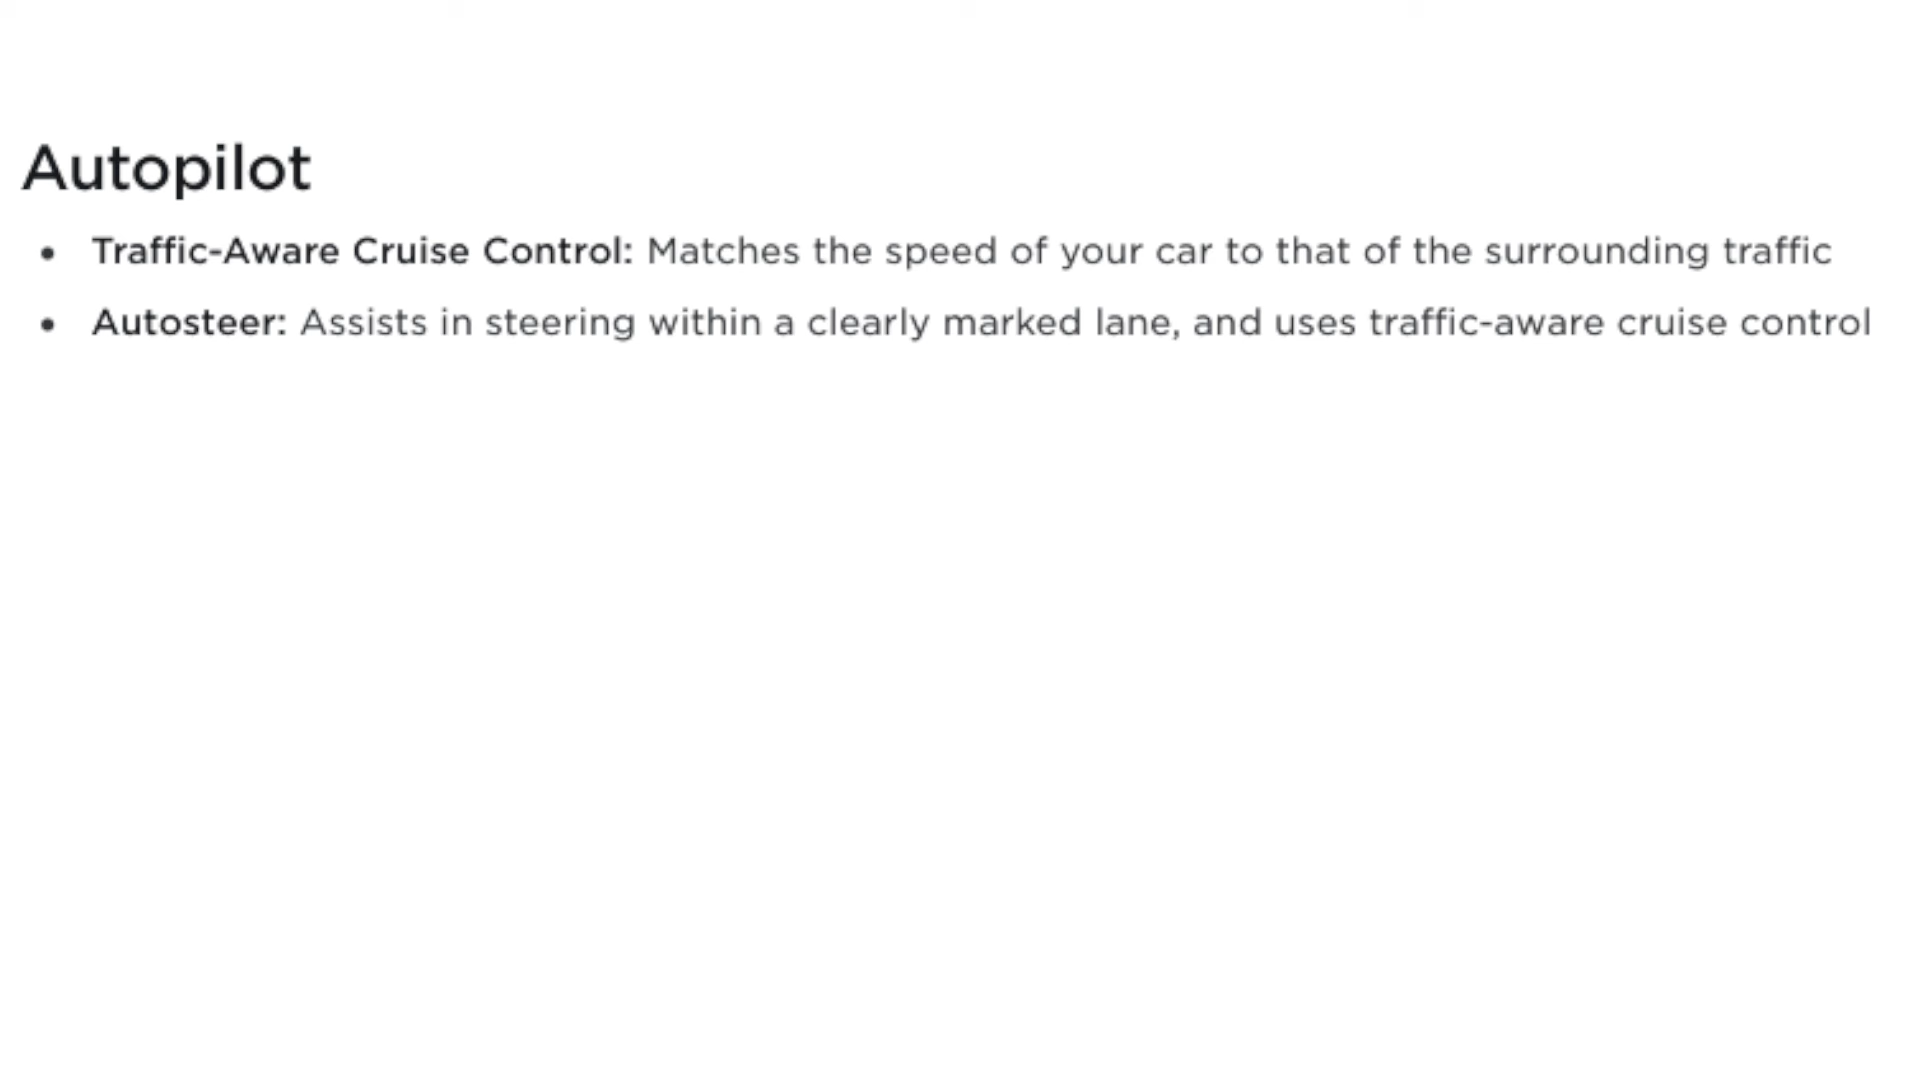 Autopilot
• Traffic-Aware Cruise Control: Matches the speed of your car to that of the surrounding traffic
• Autosteer: Assists in steering within a clearly marked lane, and uses traffic-aware cruise control